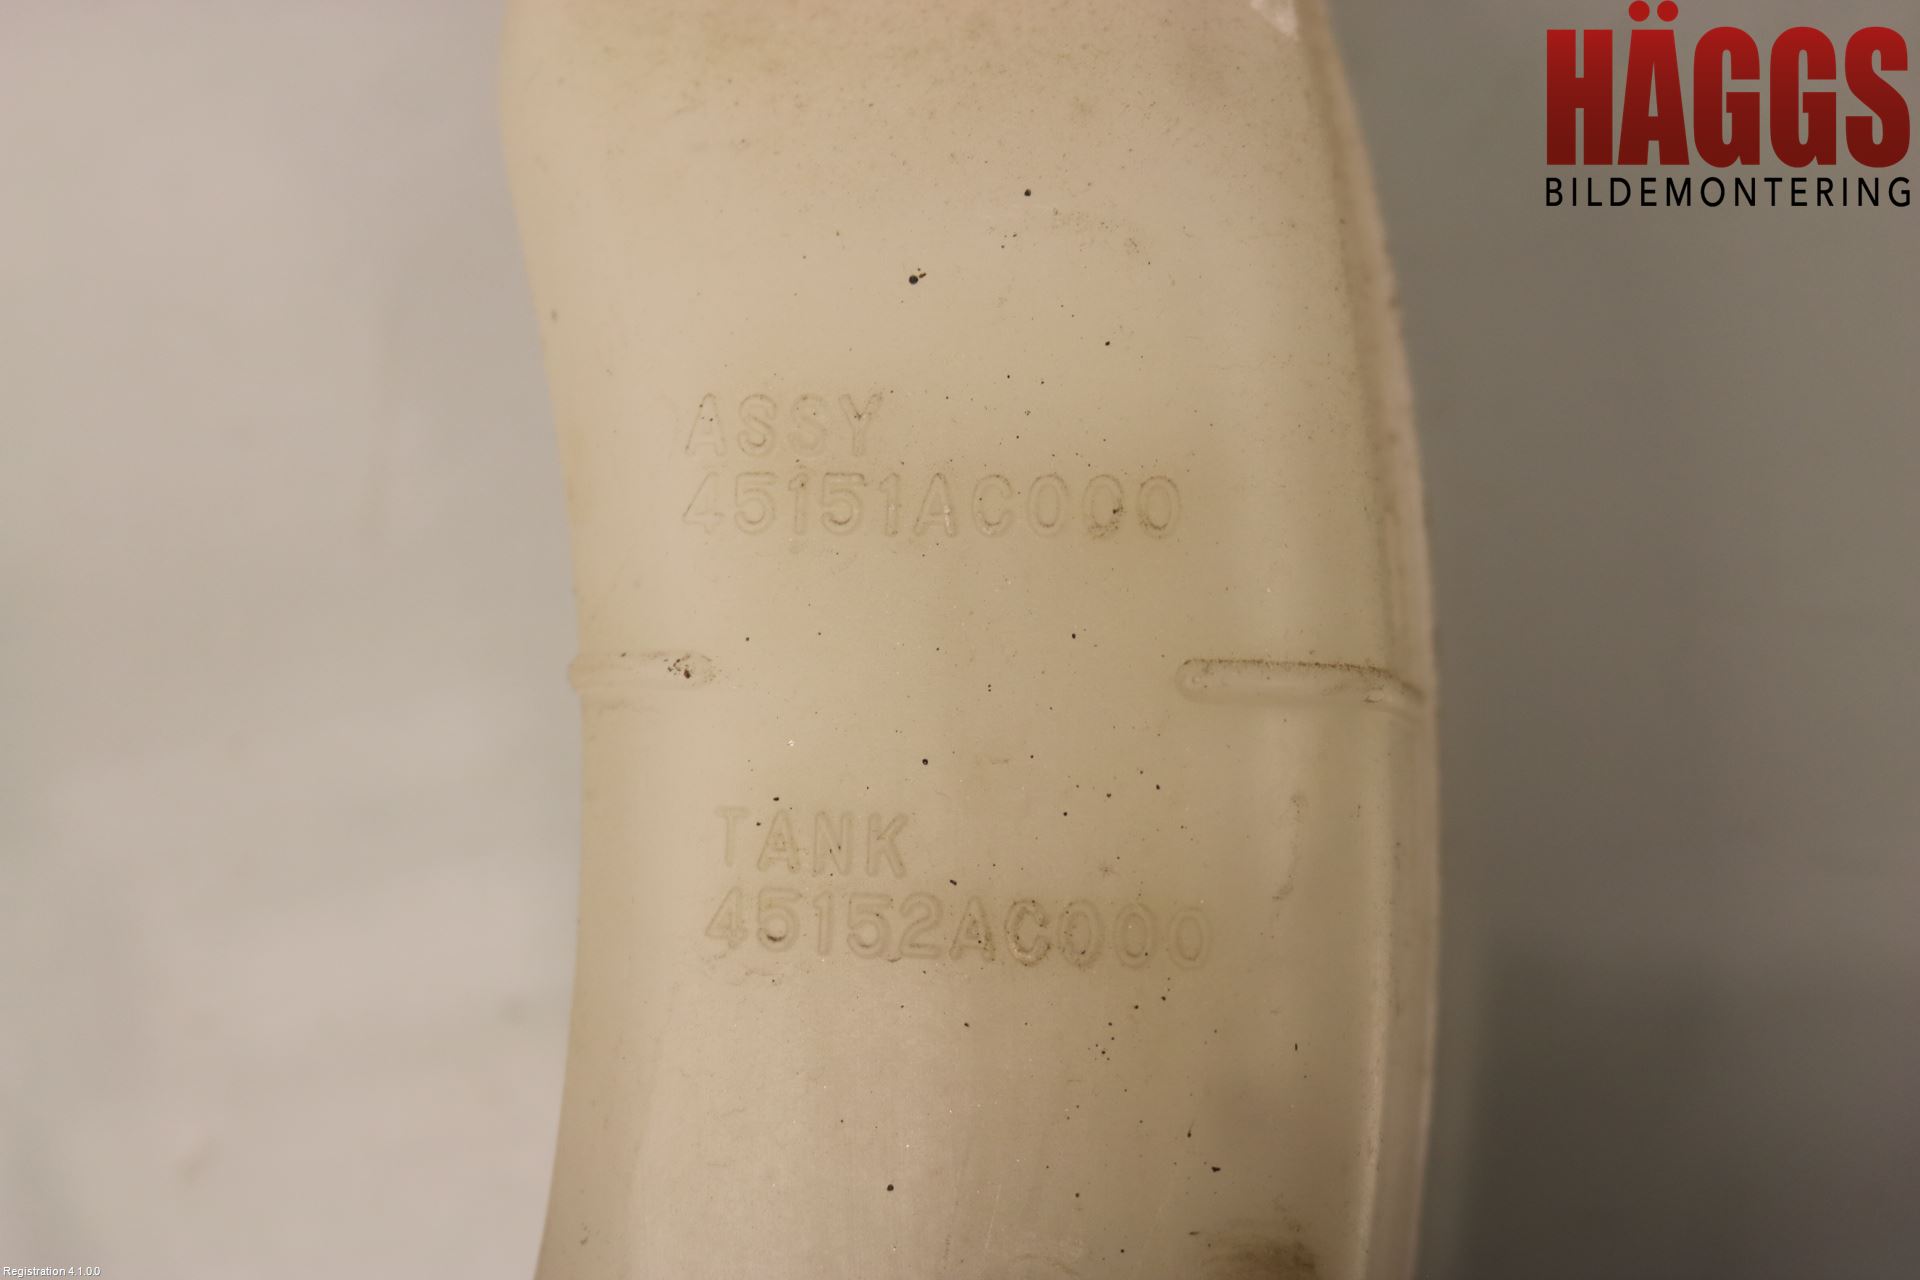 HÄGGS
BILDEMONTERING
ASSY
45151AC000
TANK
45152AC000
Registration 4.1.0.0